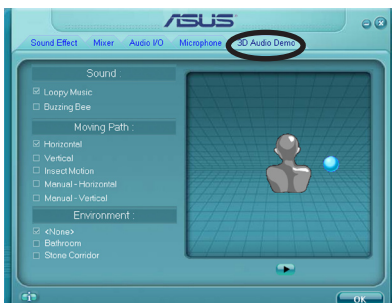 ASUS
Sound Effect Mixer Audio I/O Microphone 3D Audio Demo
Sound :
Loopy Music
Buzzing Bee
Moving Path :
Horizontal
Vertical
Insect Motion
Manual - Horizontal
Manual - Vertical
Environment :
<None>
Bathroom
Stone Corridor
OK